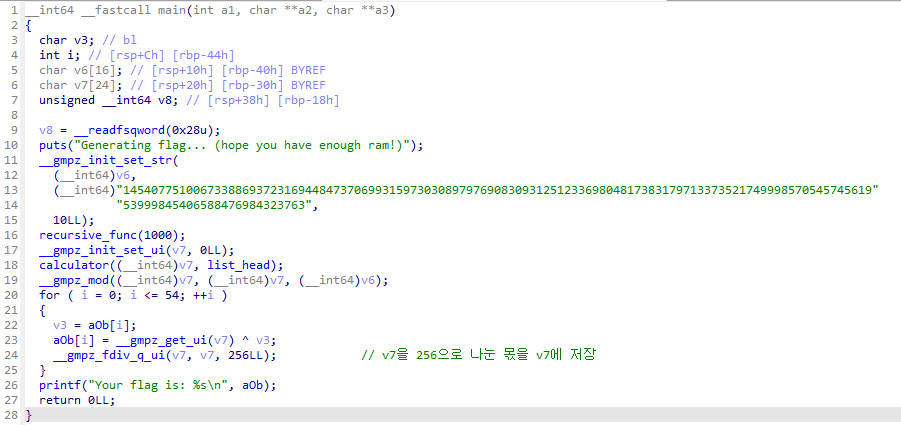 1 __int64 __fastcall main(int a1, char **a2, char **a3)
2 {
3 char v3; // bl
4 int i; // [rsp+Ch] [rbp-44h]
5 char v6[16]; // [rsp+10h] [rbp-40h] BYREF
6 char v7[24]; // [rsp+20h] [rbp-30h] BYREF
7 unsigned __int64 v8; // [rsp+38h] [rbp-18h]
8
9 v8 = __readfsqword(0x28u);
10 puts("Generating flag... (hope you have enough ram!)");
11 __gmpz_init_set_str(
12 (__int64)v6,
13 (__int64)"145407751006733886937231694484737069931597303089797690830931251233698048173831797133735217499985705457456​19"
14 "53999845406588476984323763",
15 10LL);
16 recursive_func(1000);
17 __gmpz_init_set_ui(v7, 0LL);
18 calculator((__int64)v7, list_head);
19 __gmpz_mod((__int64)v7, (__int64)v7, (__int64)v6);
20 for ( i = 0; i <= 54; ++i )
21 {
22 v3 = aOb[i];
23 aOb[i] = __gmpz_get_ui(v7) ^ v3;
24 __gmpz_fdiv_q_ui(v7, v7, 256LL); // v7을 256으로 나눈 몫을 v7에 저장
25 }
26 printf("Your flag is: %s\n", aOb);
27 return 0LL;
28 }